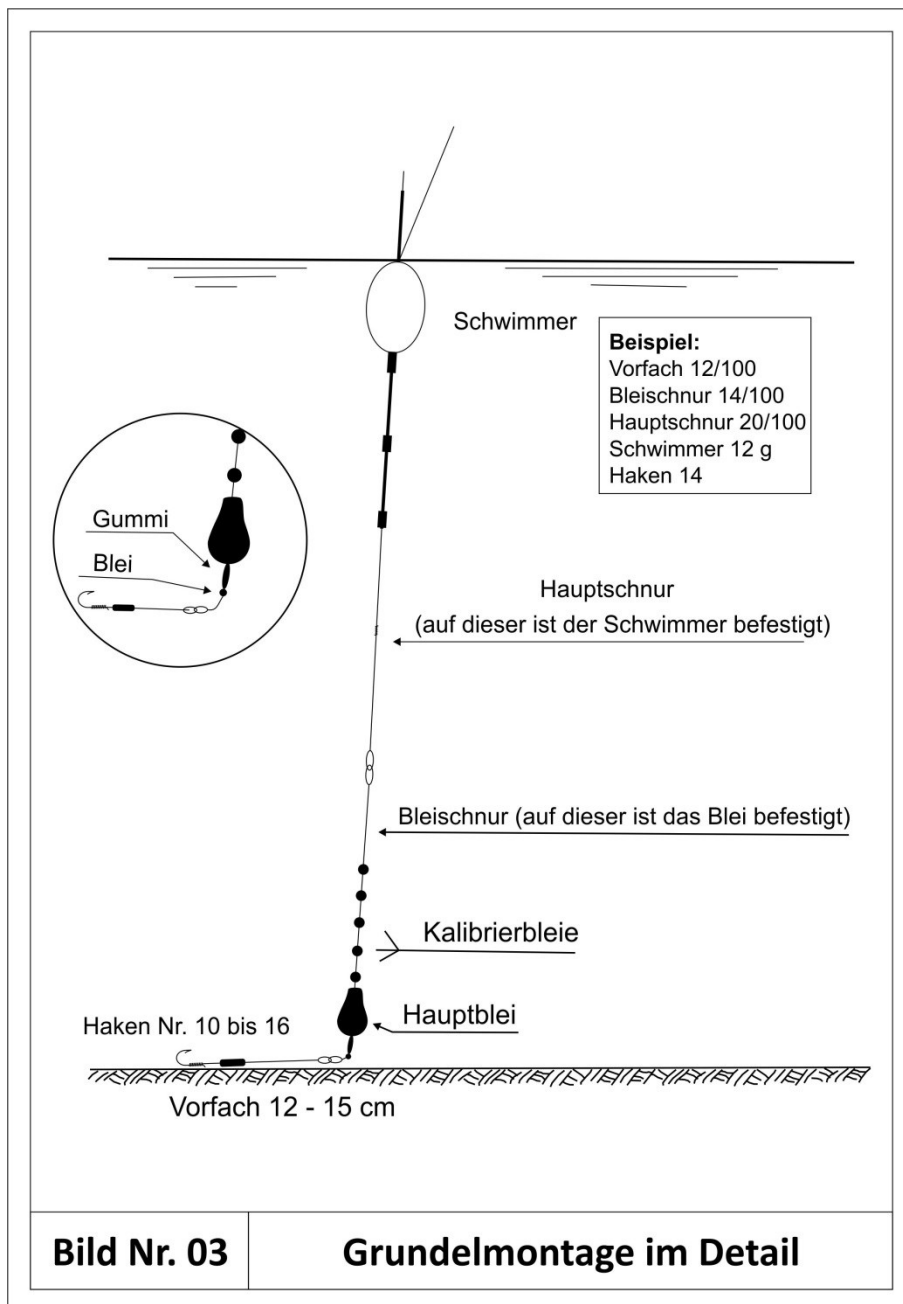 Schwimmer
Beispiel:
Vorfach 12/100
Bleischnur 14/100
Hauptschnur 20/100
Schwimmer 12 g
Haken 14
Gummi
Blei
Hauptschnur
(auf dieser ist der Schwimmer befestigt)
Bleischnur (auf dieser ist das Blei befestigt)
Kalibrierbleie
Hauptblei
Haken Nr. 10 bis 16
Vorfach 12 - 15 cm
Bild Nr. 03
Grundelmontage im Detail